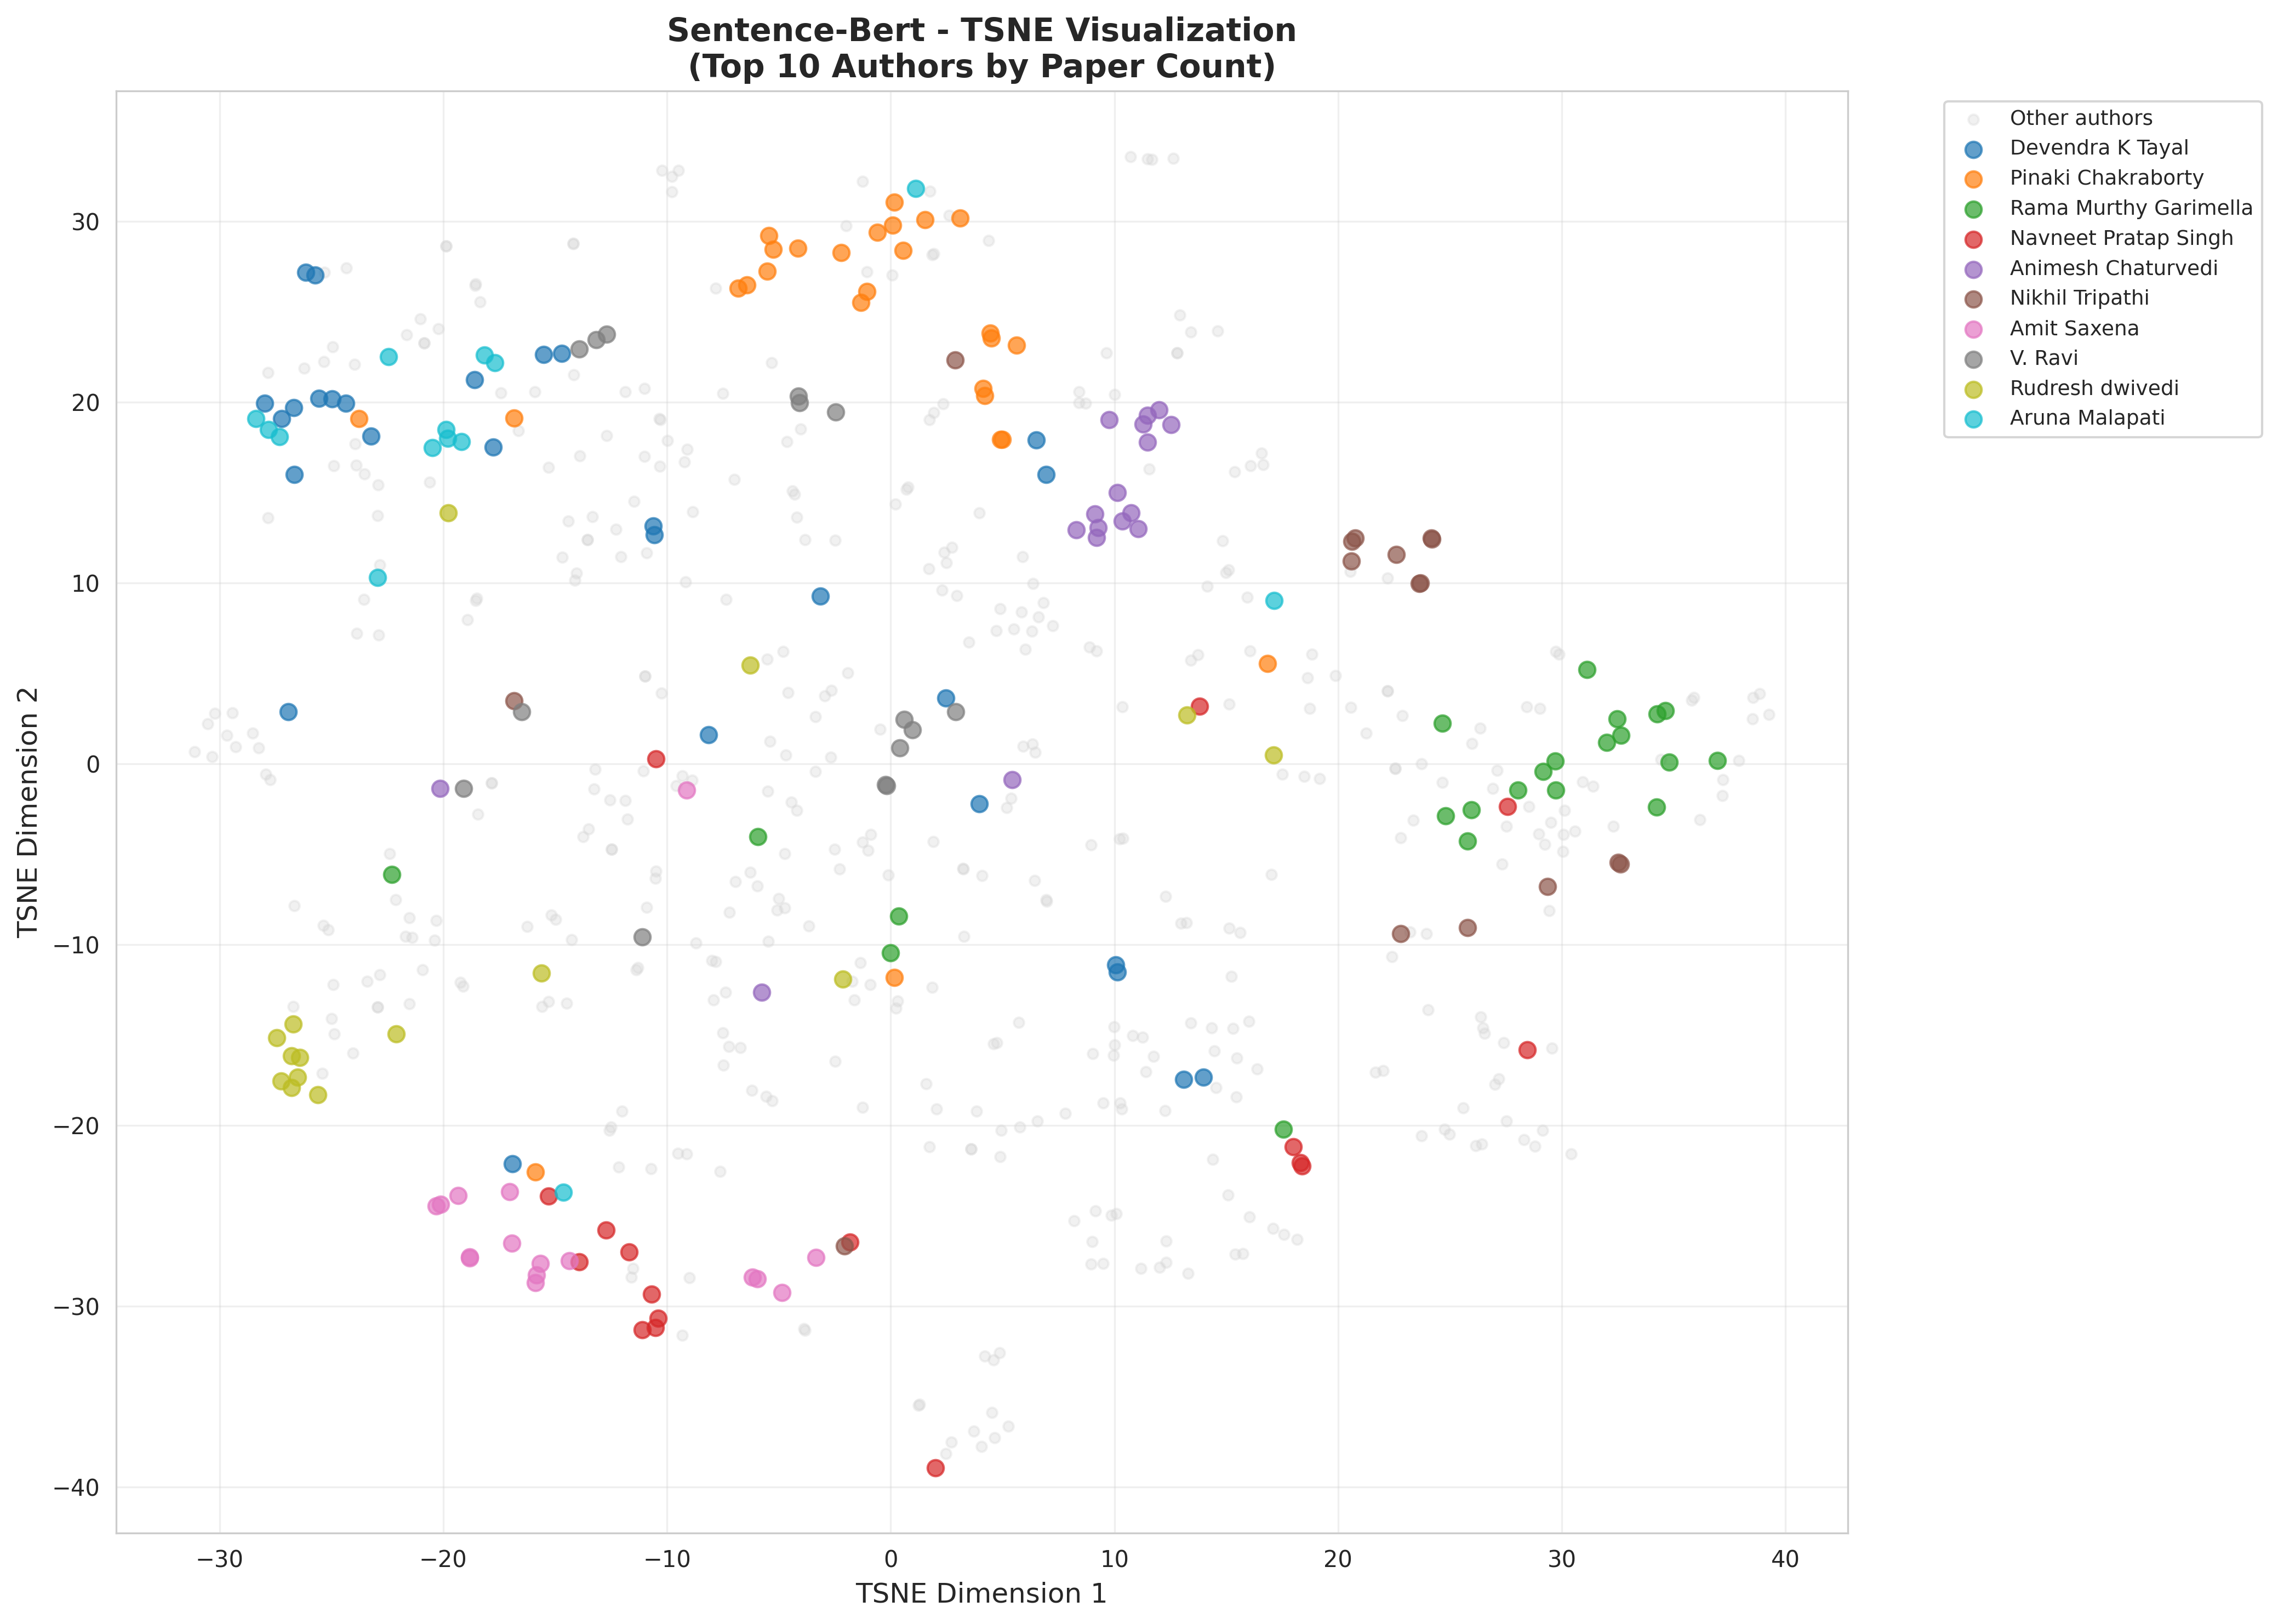 Sentence-Bert - TSNE Visualization
(Top 10 Authors by Paper Count)
Other authors
Devendra K Tayal
Pinaki Chakraborty
Rama Murthy Garimella
Navneet Pratap Singh
Animesh Chaturvedi
Nikhil Tripathi
Amit Saxena
V. Ravi
Rudresh dwivedi
Aruna Malapati
TSNE Dimension 2
30
20
10
0
−10
−20
−30
−40
−30 −20 −10 0 10 20 30 40
TSNE Dimension 1